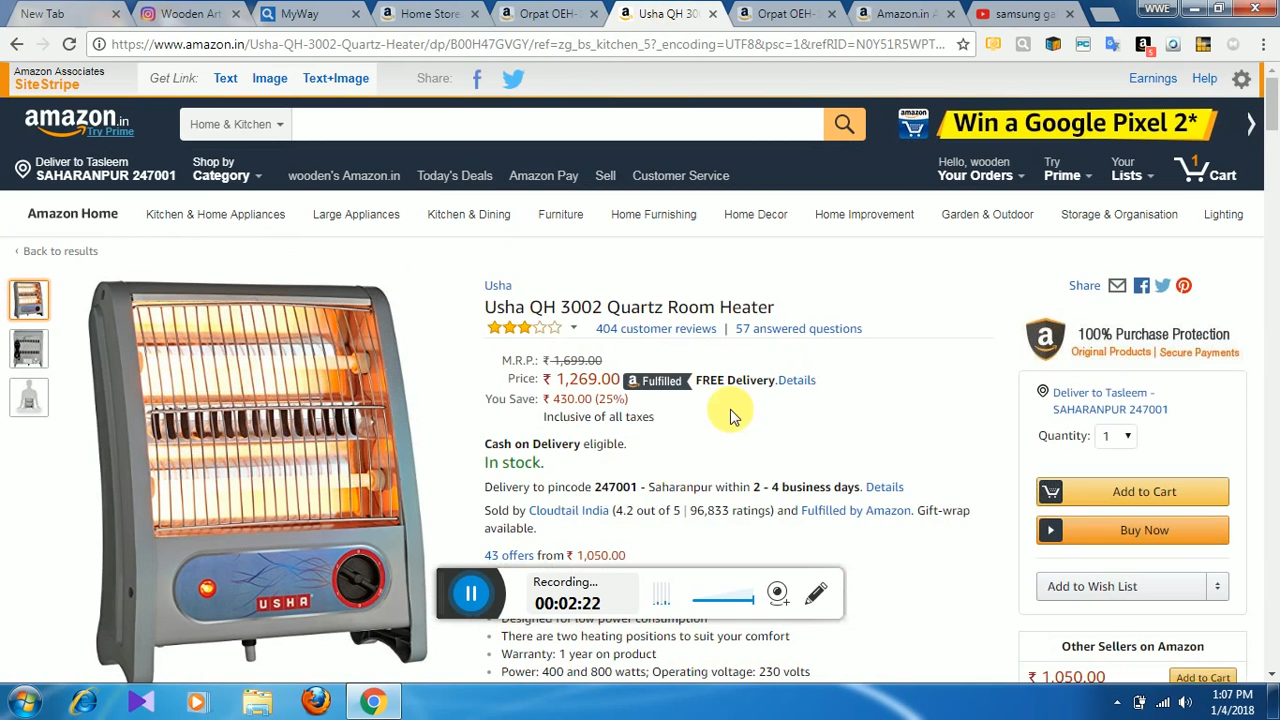 New Tab
Wooden Art
MyWay
Home Store
Orpat OEH-
Usha QH 300
Orpat OEH-
Amazon.in A
samsung ga
WWE
https://www.amazon.in/Usha-QH-3002-Quartz-Heater/dp/B00H47GVGY/ref=zg_bs_kitchen_5?_encoding=UTF8&psc=1&refRID=N0Y51R5WPT...
5
Amazon Associates
SiteStripe
Get Link: Text Image Text+Image
Share:
Earnings Help
amazon.in
Try Prime
Home & Kitchen
amazon
Win a Google Pixel 2*
Deliver to Tasleem
SAHARANPUR 247001
Shop by
Category
wooden's Amazon.in Today's Deals Amazon Pay Sell Customer Service
Hello, wooden
Your Orders
Try
Prime
Your
Lists
1
Cart
Amazon Home Kitchen & Home Appliances Large Appliances Kitchen & Dining Furniture Home Furnishing Home Decor Home Improvement Garden & Outdoor Storage & Organisation Lighting
‹ Back to results
Usha
Usha QH 3002 Quartz Room Heater
404 customer reviews | 57 answered questions
M.R.P.: ₹ 1,699.00
Price: ₹ 1,269.00 a Fulfilled FREE Delivery.Details
You Save: ₹ 430.00 (25%)
Inclusive of all taxes
Cash on Delivery eligible.
In stock.
Delivery to pincode 247001 - Saharanpur within 2 - 4 business days. Details
Sold by Cloudtail India (4.2 out of 5 | 96,833 ratings) and Fulfilled by Amazon. Gift-wrap
available.
43 offers from ₹ 1,050.00
Designed for low power consumption
There are two heating positions to suit your comfort
Warranty: 1 year on product
Power: 400 and 800 watts; Operating voltage: 230 volts
USHA
Recording...
00:02:22
Share
a
100% Purchase Protection
Original Products | Secure Payments
Deliver to Tasleem -
SAHARANPUR 247001
Quantity: 1
Add to Cart
Buy Now
Add to Wish List
Other Sellers on Amazon
₹ 1,050.00
Add to Cart
1:07 PM
1/4/2018